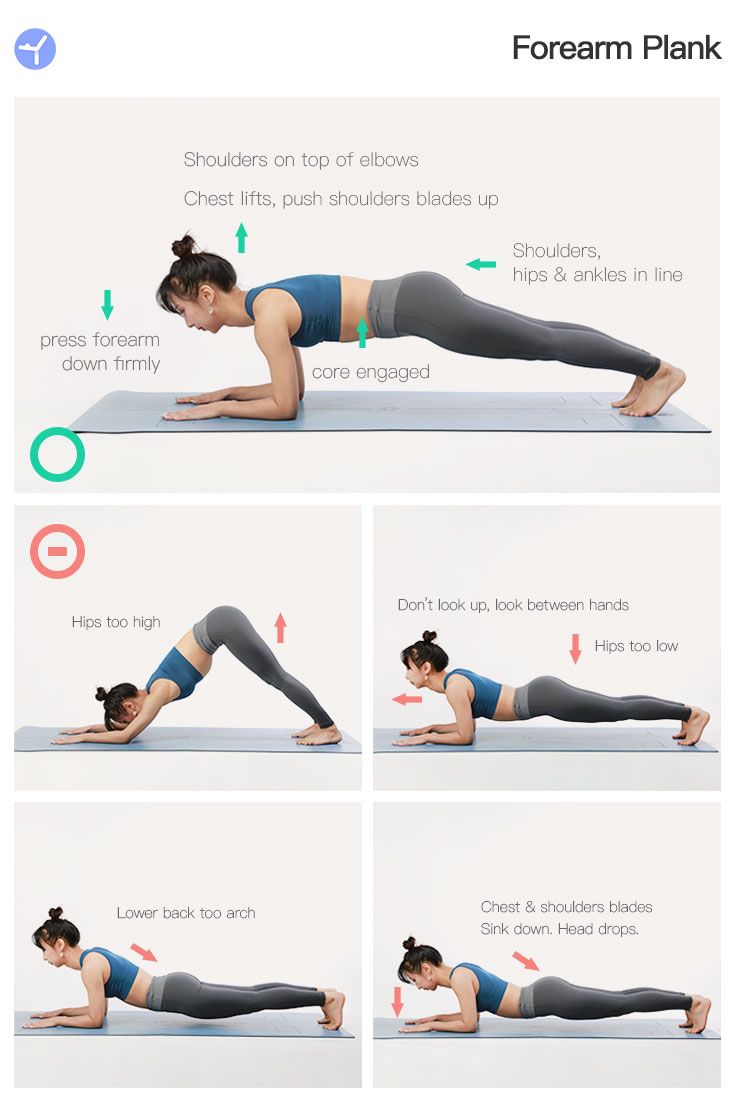 Forearm Plank
Shoulders on top of elbows
Chest lifts, push shoulders blades up
Shoulders,
hips & ankles in line
press forearm
down firmly
core engaged
Hips too high
Don't look up, look between hands
Hips too low
Lower back too arch
Chest & shoulders blades
Sink down. Head drops.